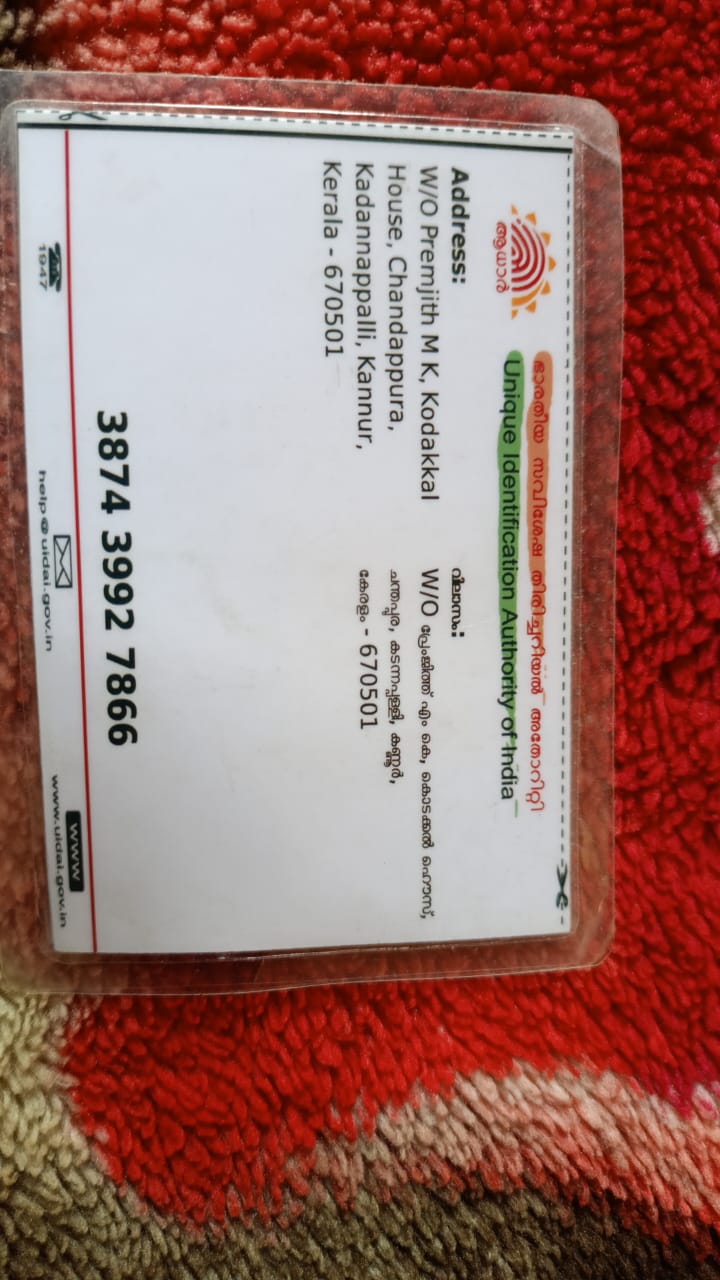 ഭാരതീയ സവിശേഷ തിരിച്ചറിയൽ അതോറിറ്റി
Unique Identification Authority of India
ആധാർ
Address:
W/O Premjith M K, Kodakkal
House, Chandappura,
Kadannappalli, Kannur,
Kerala - 670501
വിലാസം:
W/O പ്രേംജിത്ത് എം കെ, കൊടക്കൽ ഹൌസ്,
ചന്തപ്പുര, കടന്നപ്പള്ളി, കണ്ണൂർ,
കേരളം - 670501
3874 3992 7866
1947
help@uidai.gov.in
WWW
www.uidai.gov.in